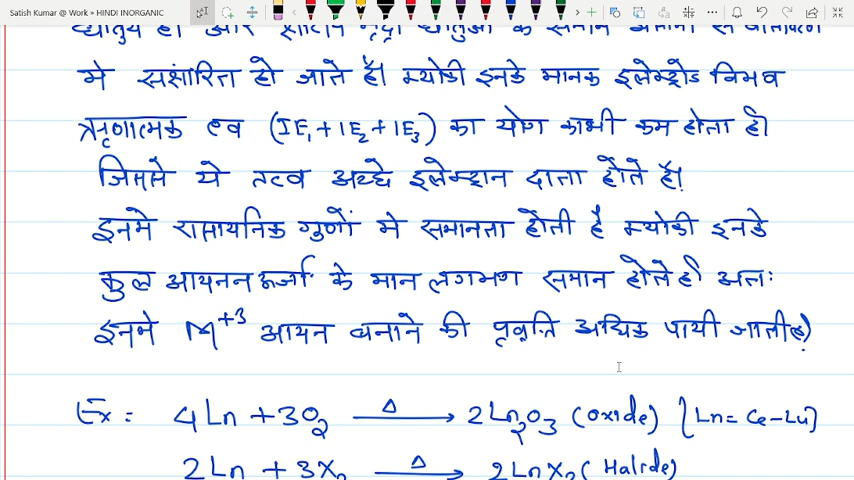 Satish Kumar @ Work » HINDI INORGANIC
मे संक्षारित हो जाते है। क्योकी इनके मानक इलेक्ट्रोड विभव
ऋणात्मक एव (IE₁+IE₂+IE₃) का योग काफी कम होता है।
जिससे ये तत्व अच्छे इलेक्ट्रान दाता होते है।
इनमे रासायनिक गुणों मे समानता होती है क्योकी इनके
कुल आयनन ऊर्जा के मान लगभग समान होते है। अतः
इनमे M⁺³ आयन बनाने की प्रवृत्ति अधिक पायी जाती है।
Ex = 4Ln + 3O₂ —Δ→ 2Ln₂O₃ (Oxide) [Ln = Ce-Lu]
2Ln + 3X₂ —Δ→ 2LnX₃ (Halide)